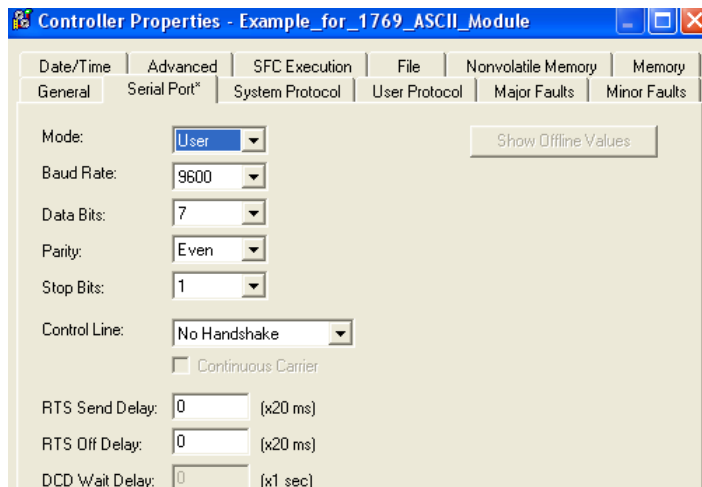 Controller Properties - Example_for_1769_ASCII_Module
Date/Time Advanced SFC Execution File Nonvolatile Memory Memory
General Serial Port* System Protocol User Protocol Major Faults Minor Faults
Mode: User Show Offline Values
Baud Rate: 9600
Data Bits: 7
Parity: Even
Stop Bits: 1
Control Line: No Handshake
Continuous Carrier
RTS Send Delay: 0 (x20 ms)
RTS Off Delay: 0 (x20 ms)
DCD Wait Delay: 0 (x1 sec)